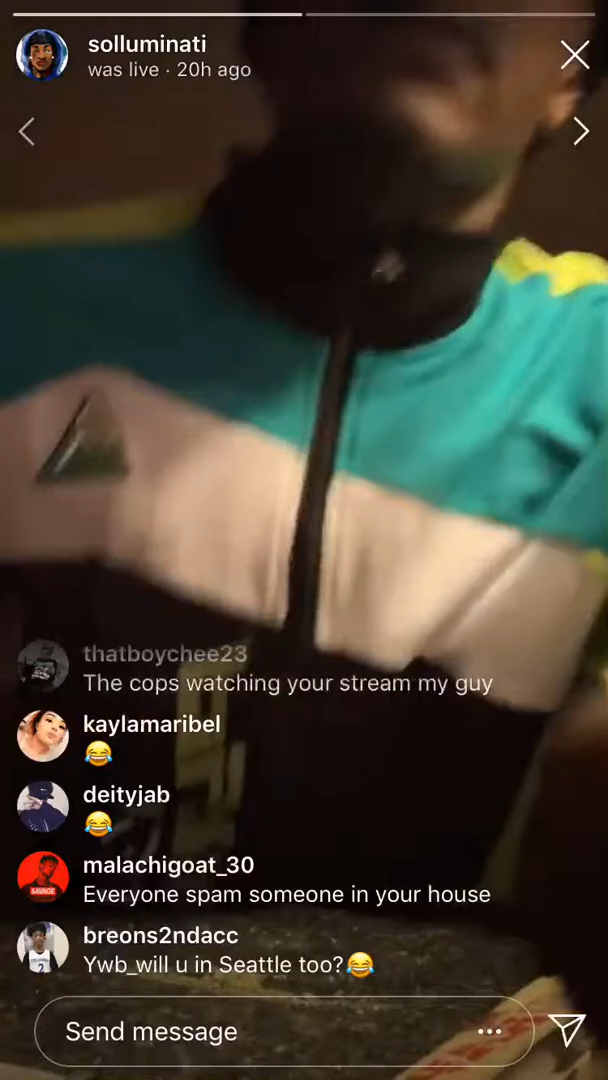 solluminati
was live · 20h ago
thatboychee23
The cops watching your stream my guy
kaylamaribel
😂
deityjab
😂
malachigoat_30
Everyone spam someone in your house
breons2ndacc
Ywb_will u in Seattle too?😂
Send message
SAVAGE